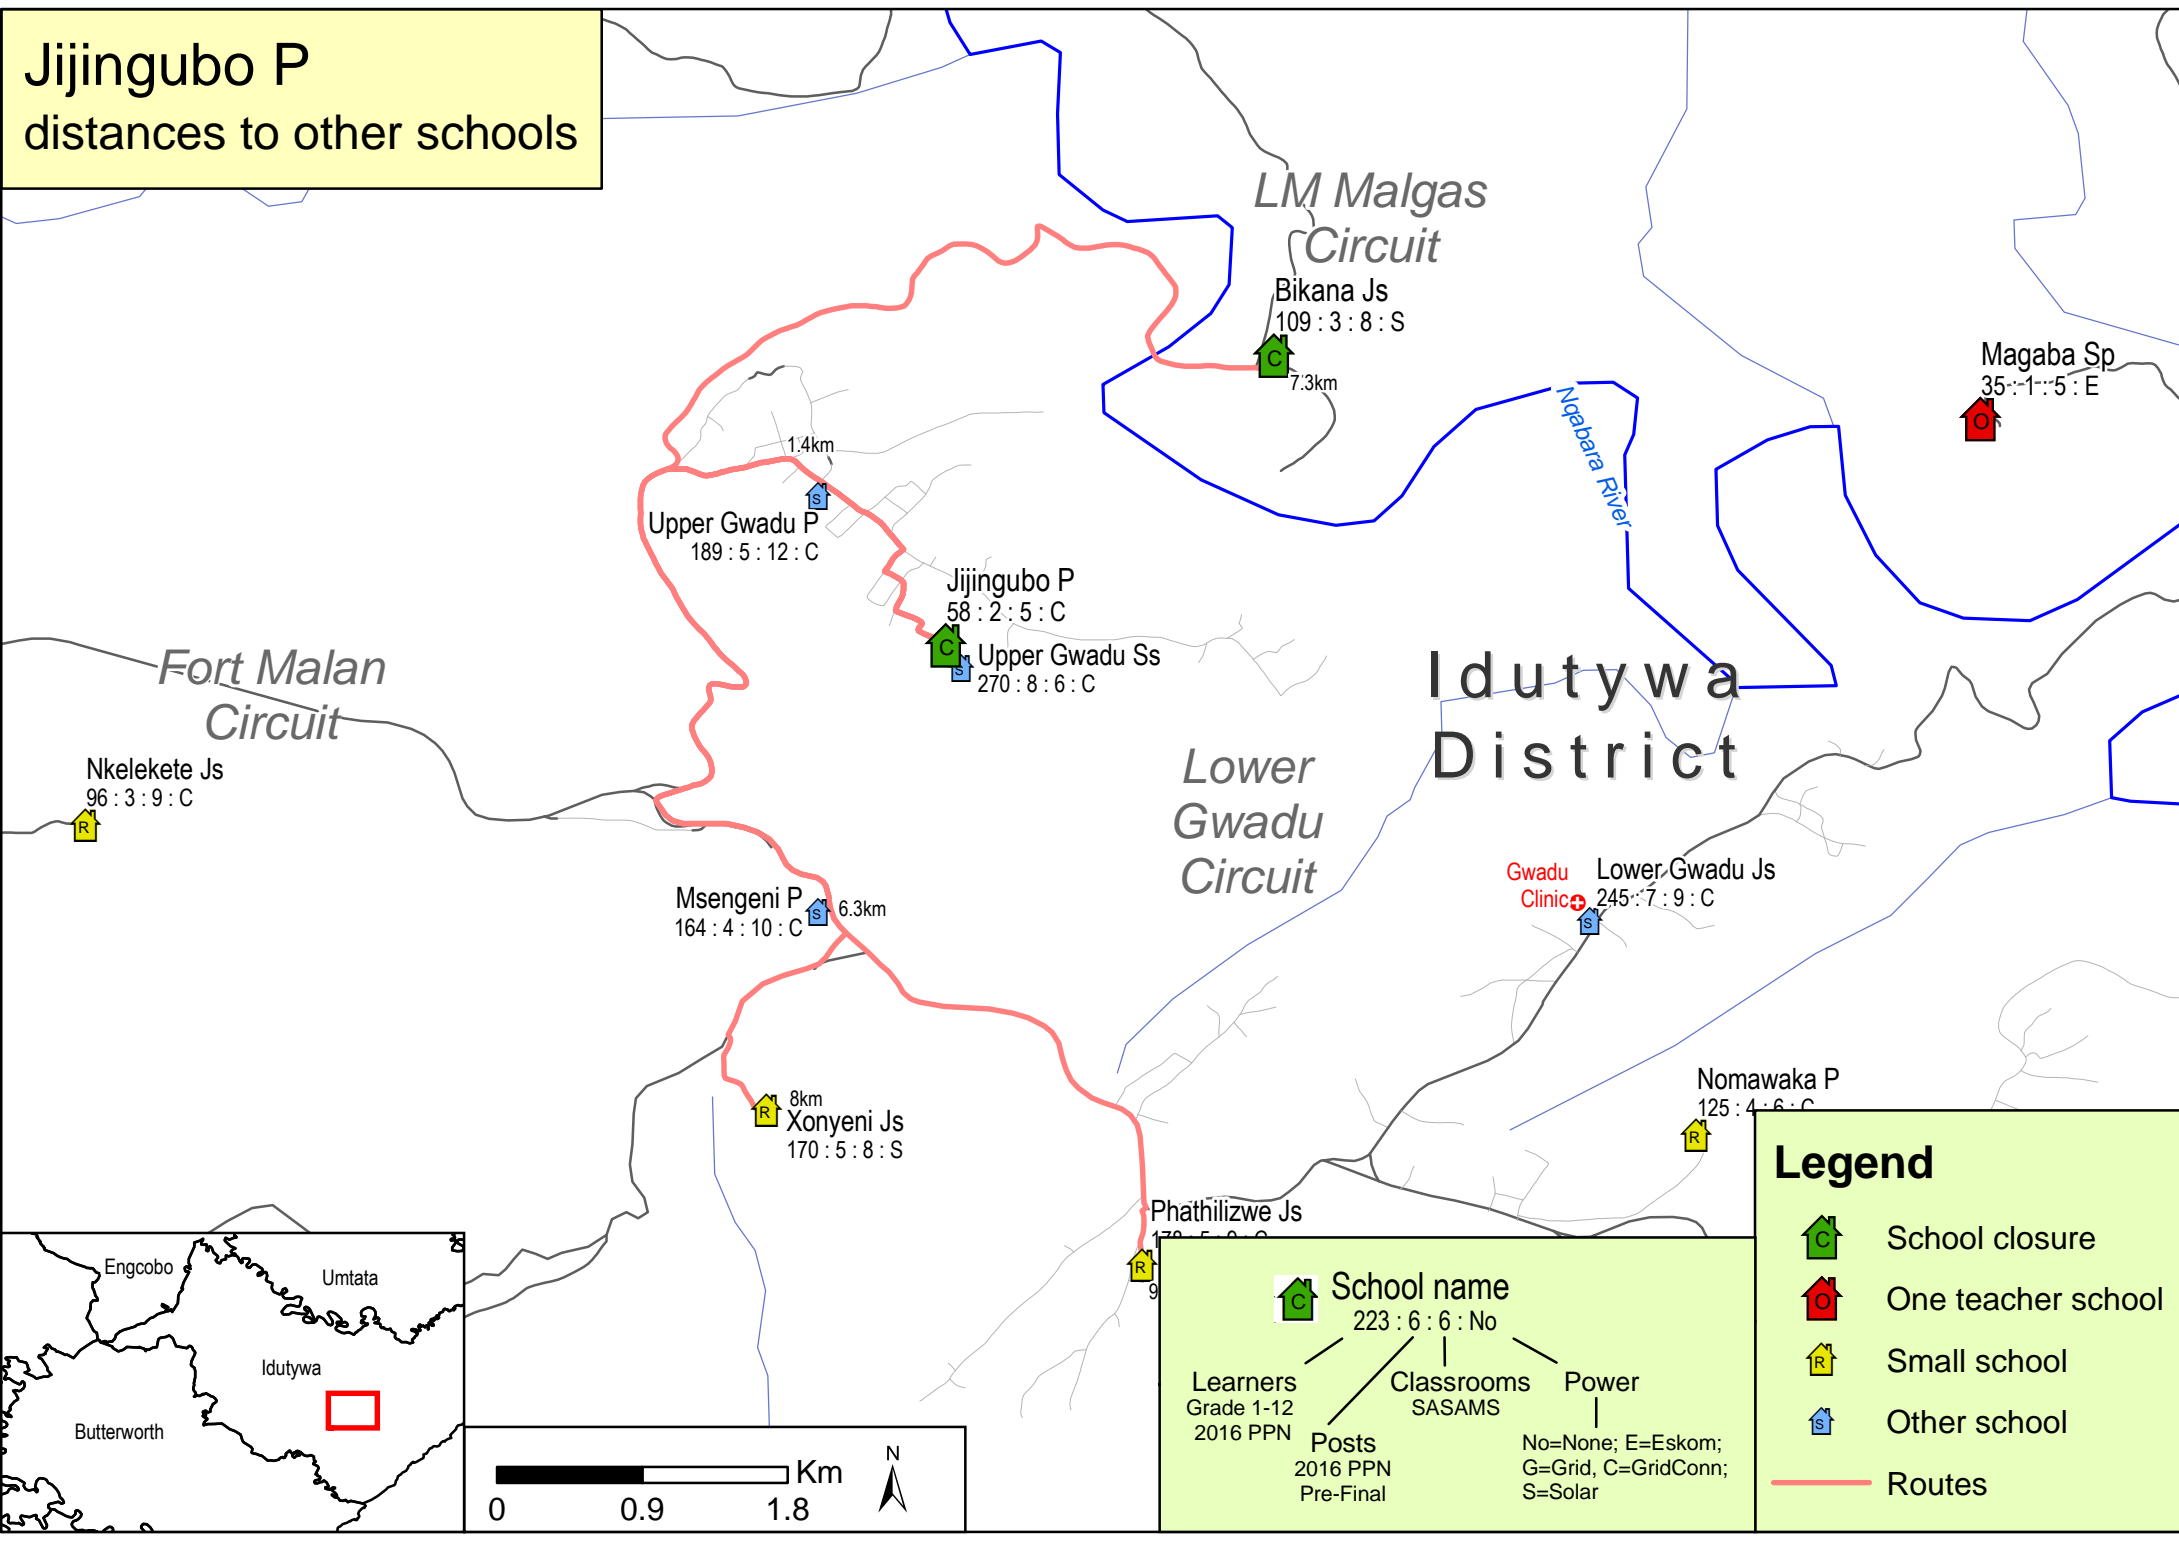 Jijingubo P
distances to other schools
LM Malgas
Circuit
Bikana Js
109 : 3 : 8 : S
7.3km
Magaba Sp
35 : 1 : 5 : E
O
C
Nqabara River
1.4km
S
Upper Gwadu P
189 : 5 : 12 : C
Jijingubo P
58 : 2 : 5 : C
C
S
Upper Gwadu Ss
270 : 8 : 6 : C
Fort Malan
Circuit
Idutywa
District
Nkelekete Js
96 : 3 : 9 : C
R
Lower
Gwadu
Circuit
Msengeni P
164 : 4 : 10 : C
S
6.3km
Gwadu
Clinic
Lower Gwadu Js
245 : 7 : 9 : C
S
8km
R
Xonyeni Js
170 : 5 : 8 : S
Nomawaka P
125 : 4 : 6 : C
R
Phathilizwe Js
R
9
Engcobo
Umtata
Idutywa
Butterworth
Km
0 0.9 1.8
N
C
School name
223 : 6 : 6 : No
Learners
Grade 1-12
2016 PPN
Posts
2016 PPN
Pre-Final
Classrooms
SASAMS
Power
No=None; E=Eskom;
G=Grid, C=GridConn;
S=Solar
Legend
C School closure
O One teacher school
R Small school
S Other school
Routes